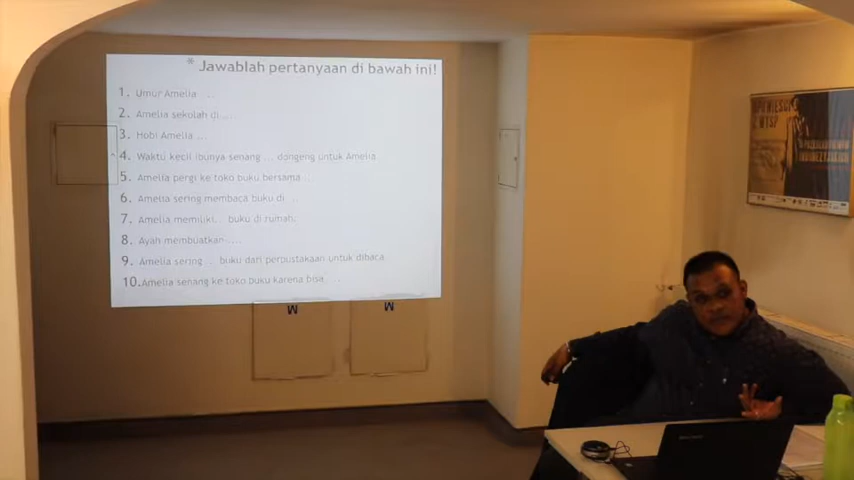 * Jawablah pertanyaan di bawah ini!
1. Umur Amelia ...
2. Amelia sekolah di....
3. Hobi Amelia ...
4. Waktu kecil ibunya senang ... dongeng untuk Amelia
5. Amelia pergi ke toko buku bersama...
6. Amelia sering membaca buku di ...
7. Amelia memiliki... buku di rumah.
8. Ayah membuatkan....
9. Amelia sering ... buku dari perpustakaan untuk dibaca
10. Amelia senang ke toko buku karena bisa....
M M
OPOWIEŚCI
Z WYSP